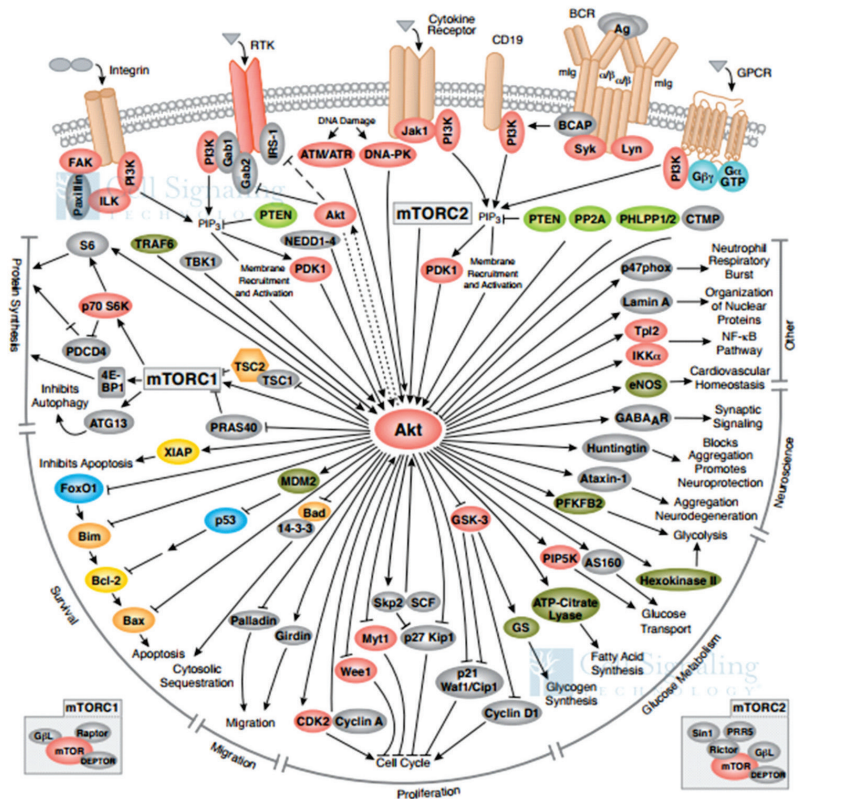 Cytokine
Receptor
BCR
Ag
RTK
CD19
Integrin
mIg
α/β
α/β
mIg
GPCR
DNA Damage
Jak1
PI3K
PI3K
BCAP
Syk
Lyn
PI3K
Gβγ
Gα
GTP
FAK
PI3K
Paxillin
ILK
PI3K
Gab1
Gab2
IRS-1
ATM/ATR
DNA-PK
Cell Signaling
TECHNOLOGY
PIP3
PTEN
Akt
mTORC2
PIP3
PTEN
PP2A
PHLPP1/2
CTMP
S6
TRAF6
TBK1
NEDD1-4
PDK1
Membrane
Recruitment
and Activation
PDK1
Membrane
Recruitment
and Activation
p47phox
Neutrophil
Respiratory
Burst
Protein Synthesis
p70 S6K
Lamin A
Organization
of Nuclear
Proteins
Tpl2
IKKα
NF-κB
Pathway
Other
PDCD4
4E-
BP1
mTORC1
TSC2
TSC1
eNOS
Cardiovascular
Homeostasis
Inhibits
Autophagy
ATG13
PRAS40
Akt
GABAAR
Synaptic
Signaling
XIAP
Inhibits Apoptosis
Huntingtin
Blocks
Aggregation
Promotes
Neuroprotection
Neuroscience
FoxO1
MDM2
Ataxin-1
Aggregation
Neurodegeneration
PFKFB2
Bim
p53
Bad
14-3-3
GSK-3
Glycolysis
Bcl-2
PIP5K
AS160
Hexokinase II
Survival
Bax
Skp2
SCF
ATP-Citrate
Lyase
Glucose
Transport
Apoptosis
Palladin
Girdin
Myt1
p27 Kip1
GS
Cytosolic
Sequestration
Wee1
p21
Waf1/Cip1
Fatty Acid
Synthesis
Cell Signaling
TECHNOLOGY
Glycogen
Synthesis
Glucose Metabolism
Migration
CDK2
Cyclin A
Cyclin D1
Cell Cycle
Migration
Proliferation
mTORC1
GβL
Raptor
mTOR
DEPTOR
mTORC2
Sin1
PRR5
Rictor
GβL
mTOR
DEPTOR